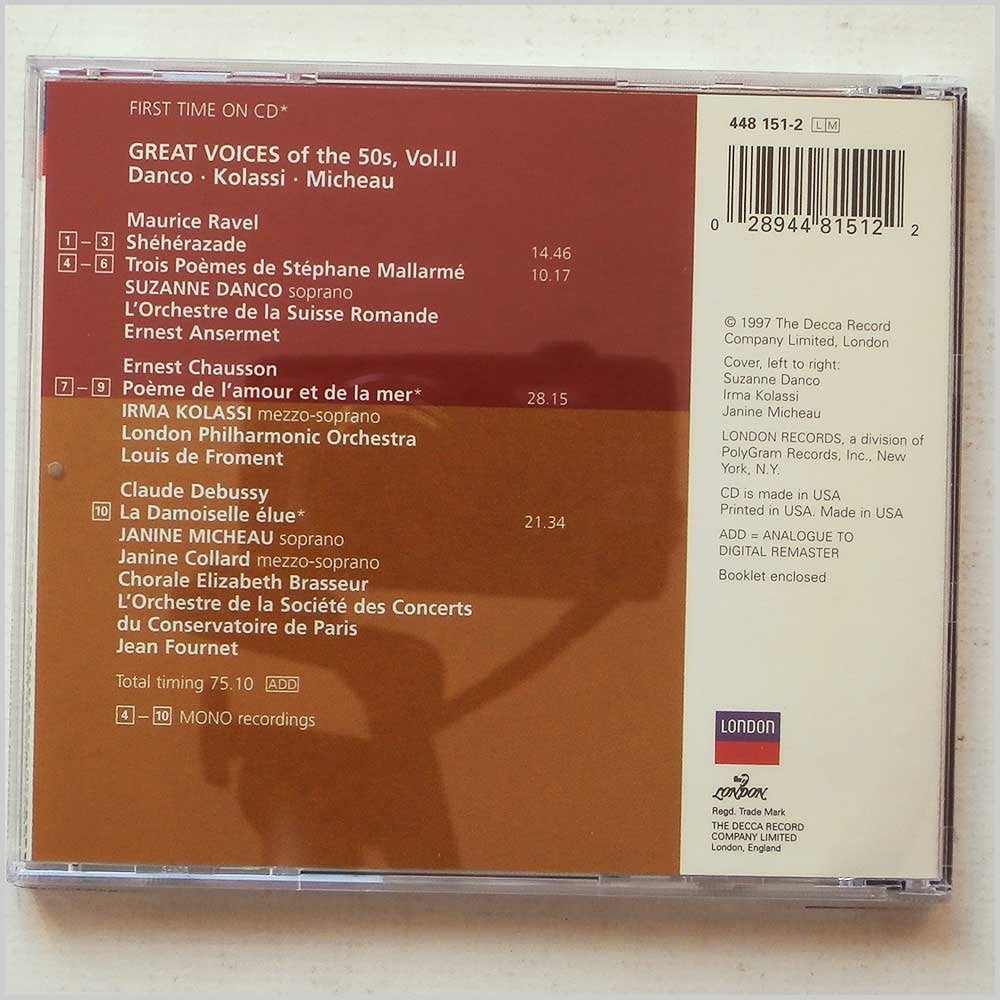 FIRST TIME ON CD*
GREAT VOICES of the 50s, Vol.II
Danco · Kolassi · Micheau
Maurice Ravel
1 – 3 Shéhérazade 14.46
4 – 6 Trois Poèmes de Stéphane Mallarmé 10.17
SUZANNE DANCO soprano
L'Orchestre de la Suisse Romande
Ernest Ansermet
Ernest Chausson
7 – 9 Poème de l'amour et de la mer* 28.15
IRMA KOLASSI mezzo-soprano
London Philharmonic Orchestra
Louis de Froment
Claude Debussy
10 La Damoiselle élue* 21.34
JANINE MICHEAU soprano
Janine Collard mezzo-soprano
Chorale Elizabeth Brasseur
L'Orchestre de la Société des Concerts
du Conservatoire de Paris
Jean Fournet
Total timing 75.10 ADD
4 – 10 MONO recordings
448 151-2 LM
0 28944 81512 2
© 1997 The Decca Record
Company Limited, London
Cover, left to right:
Suzanne Danco
Irma Kolassi
Janine Micheau
LONDON RECORDS, a division of
PolyGram Records, Inc., New
York, N.Y.
CD is made in USA
Printed in USA. Made in USA
ADD = ANALOGUE TO
DIGITAL REMASTER
Booklet enclosed
LONDON
ffrr
LONDON
Regd. Trade Mark
THE DECCA RECORD
COMPANY LIMITED
London, England